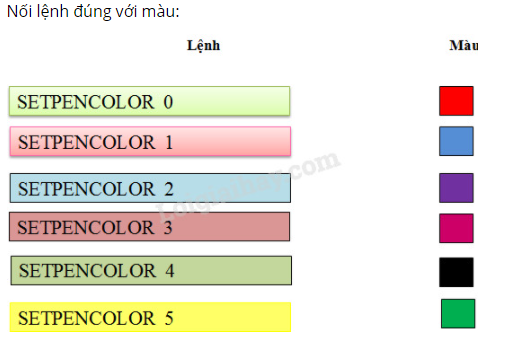 Nối lệnh đúng với màu:
Lệnh Màu
SETPENCOLOR 0
SETPENCOLOR 1
SETPENCOLOR 2
SETPENCOLOR 3
SETPENCOLOR 4
SETPENCOLOR 5